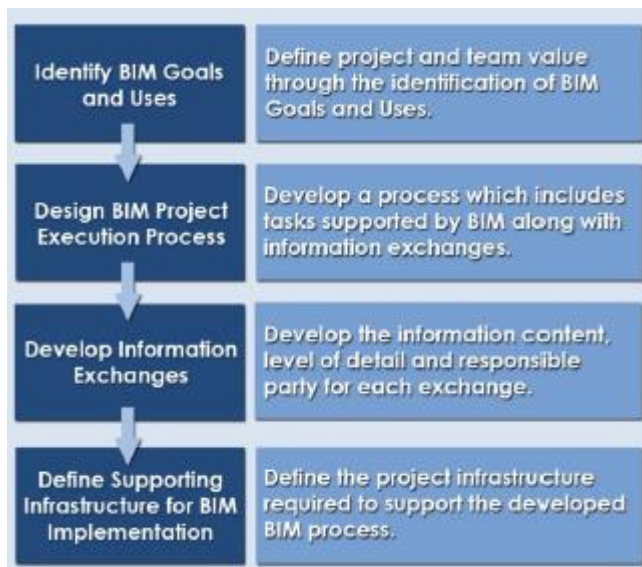 Identify BIM Goals
and Uses
Define project and team value
through the identification of BIM
Goals and Uses.
Design BIM Project
Execution Process
Develop a process which includes
tasks supported by BIM along with
information exchanges.
Develop Information
Exchanges
Develop the information content,
level of detail and responsible
party for each exchange.
Define Supporting
Infrastructure for BIM
Implementation
Define the project infrastructure
required to support the developed
BIM process.